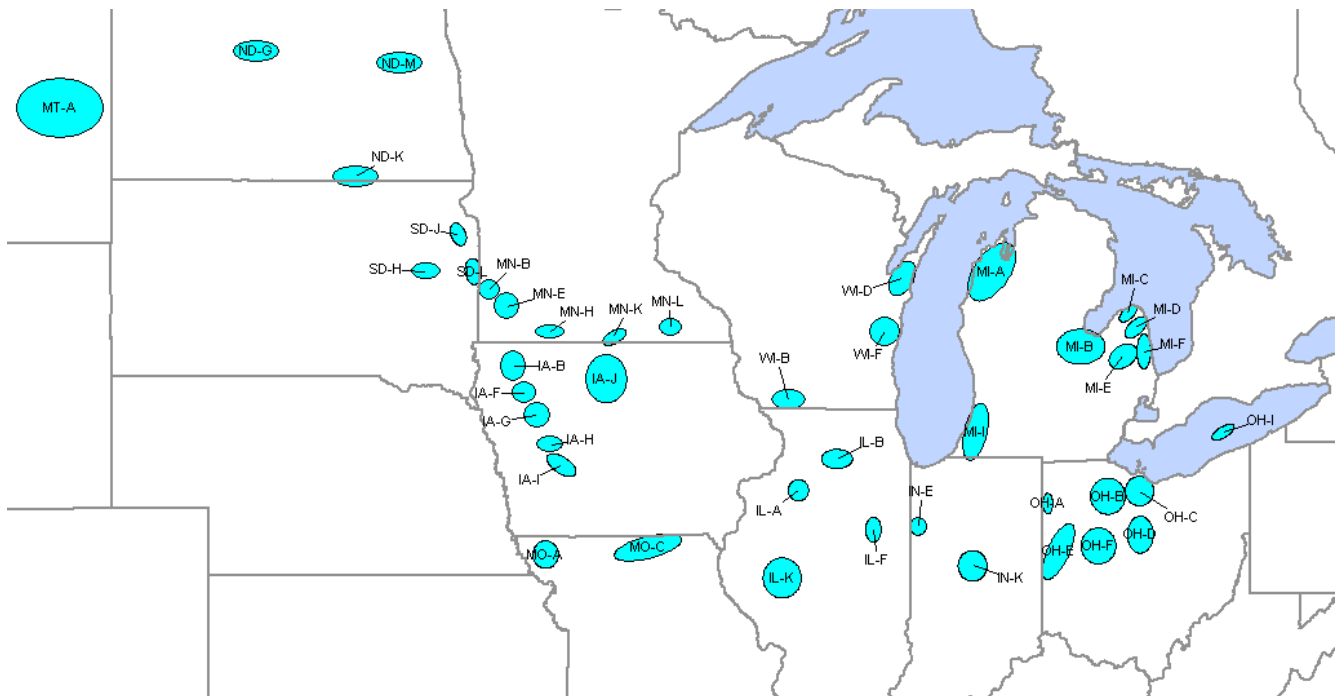 ND-G
ND-M
MT-A
ND-K
SD-J
SD-H
SD-L
MN-B
MN-E
MN-H
MN-K
MN-L
WI-D
MI-A
MI-C
MI-D
WI-F
MI-B
MI-F
MI-E
WI-B
IA-B
IA-J
IA-F
IA-G
IA-H
IA-I
MI-I
OH-I
IL-B
IL-A
IN-E
OH-A
OH-B
OH-C
MO-A
MO-C
IL-F
OH-E
OH-F
OH-D
IL-K
IN-K